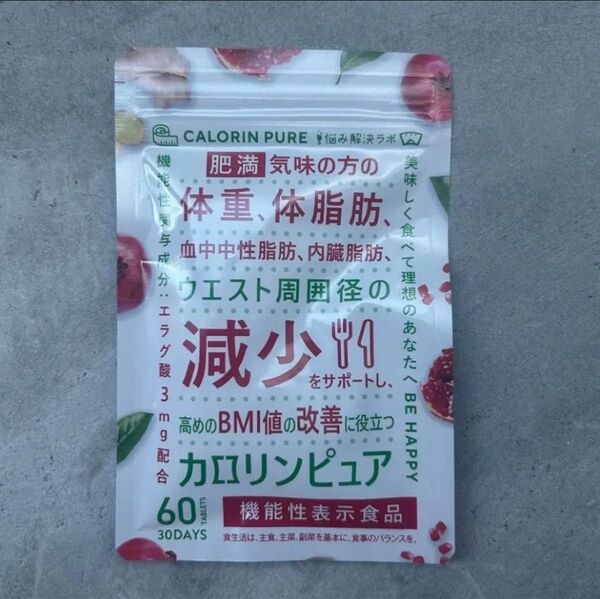 CALORIN PURE 悩み解決ラボ
肥満気味の方の
体重、体脂肪、
血中中性脂肪、内臓脂肪、
ウエスト周囲径の
減少
をサポートし、
高めのBMI値の改善に役立つ
カロリンピュア
60 TABLETS
30DAYS
機能性表示食品
食生活は、主食、主菜、副菜を基本に、食事のバランスを。
機能性関与成分:エラグ酸3mg配合
美味しく食べて理想のあなたへ BE HAPPY